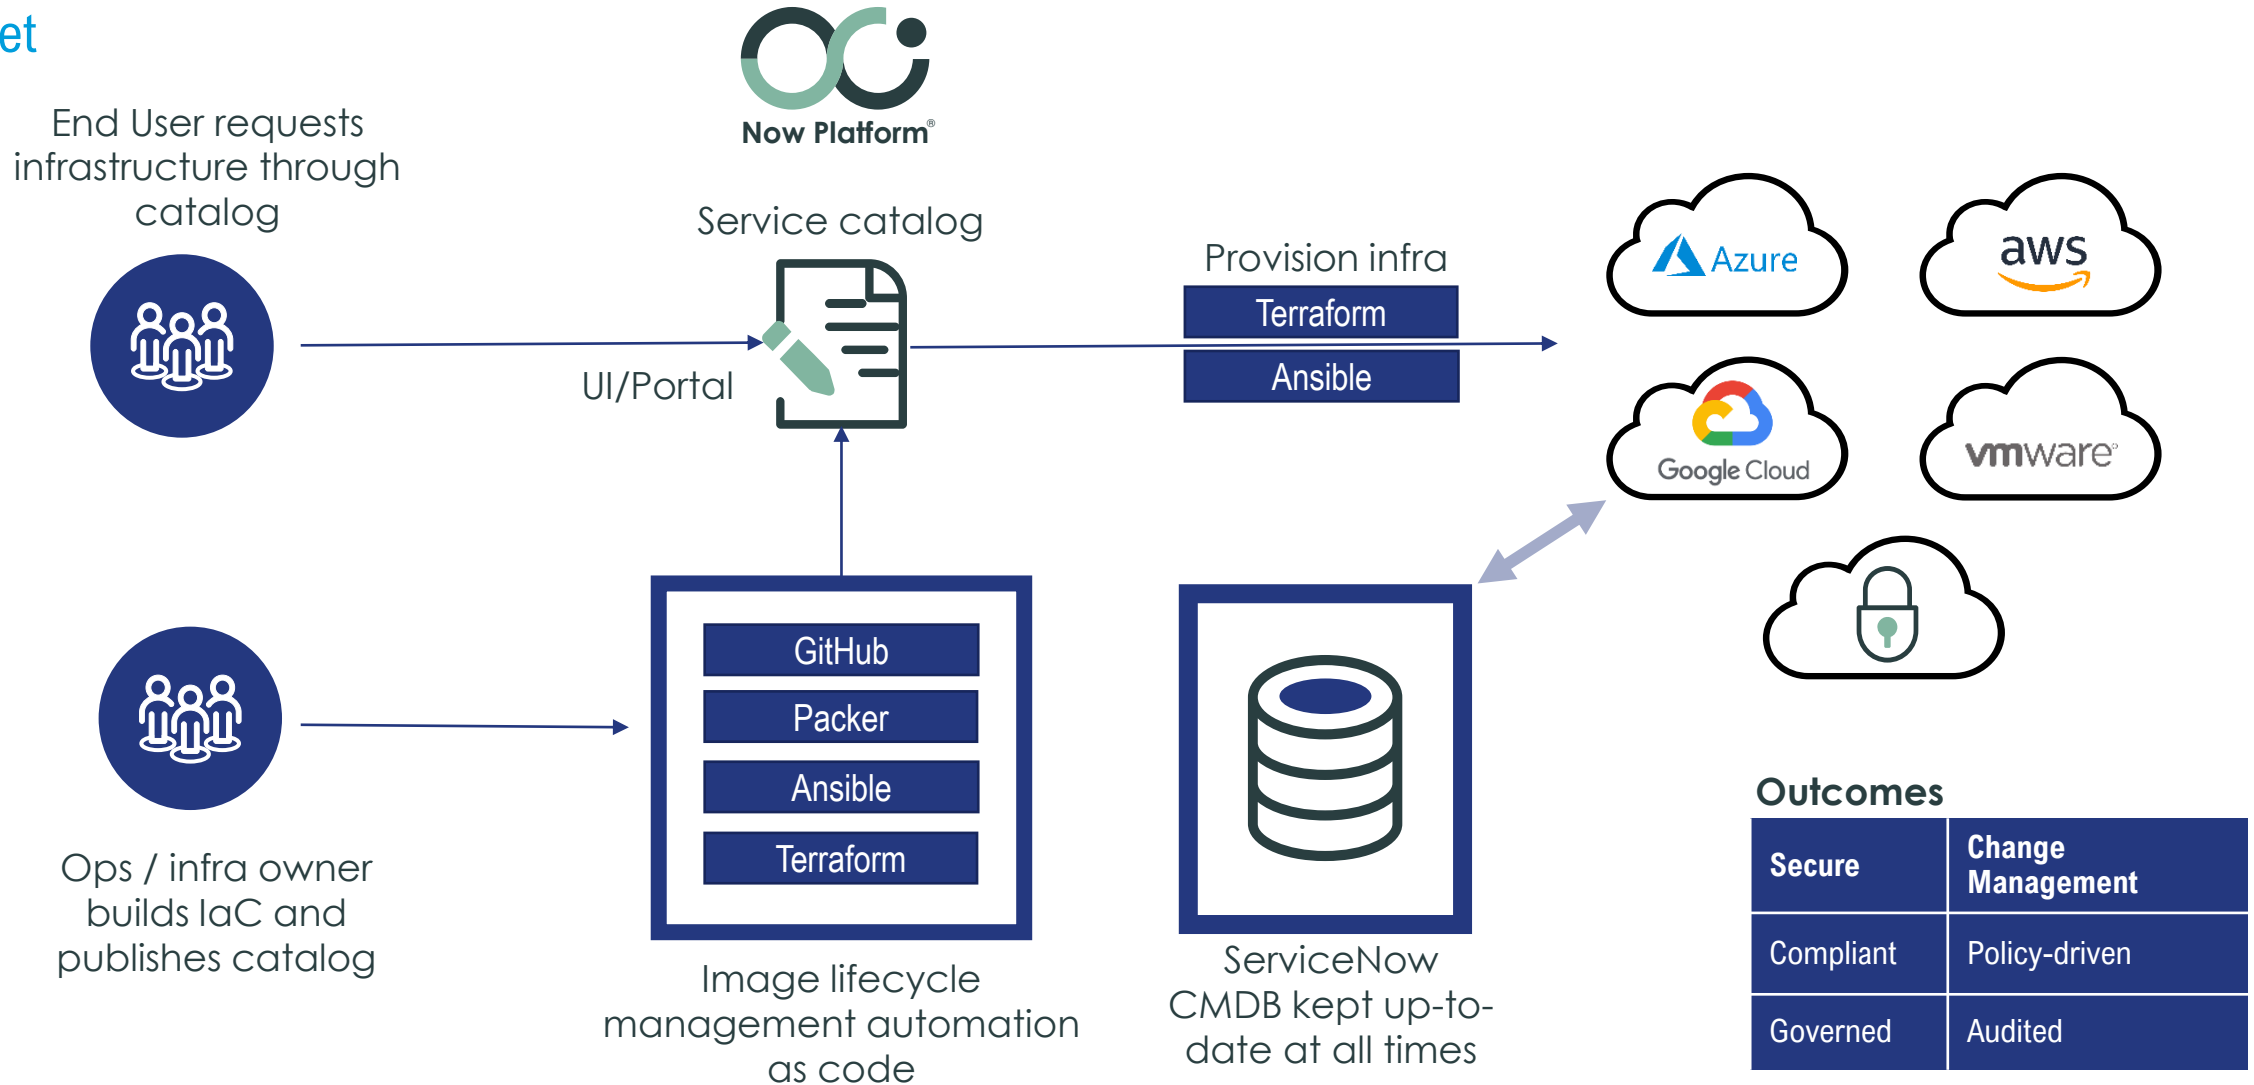 et
End User requests
infrastructure through
catalog
Now Platform®
Service catalog
UI/Portal
Provision infra
Terraform
Ansible
Azure
aws
Google Cloud
vmware®
Ops / infra owner
builds IaC and
publishes catalog
GitHub
Packer
Ansible
Terraform
Image lifecycle
management automation
as code
ServiceNow
CMDB kept up-to-
date at all times
Outcomes
Secure
Change
Management
Compliant
Policy-driven
Governed
Audited